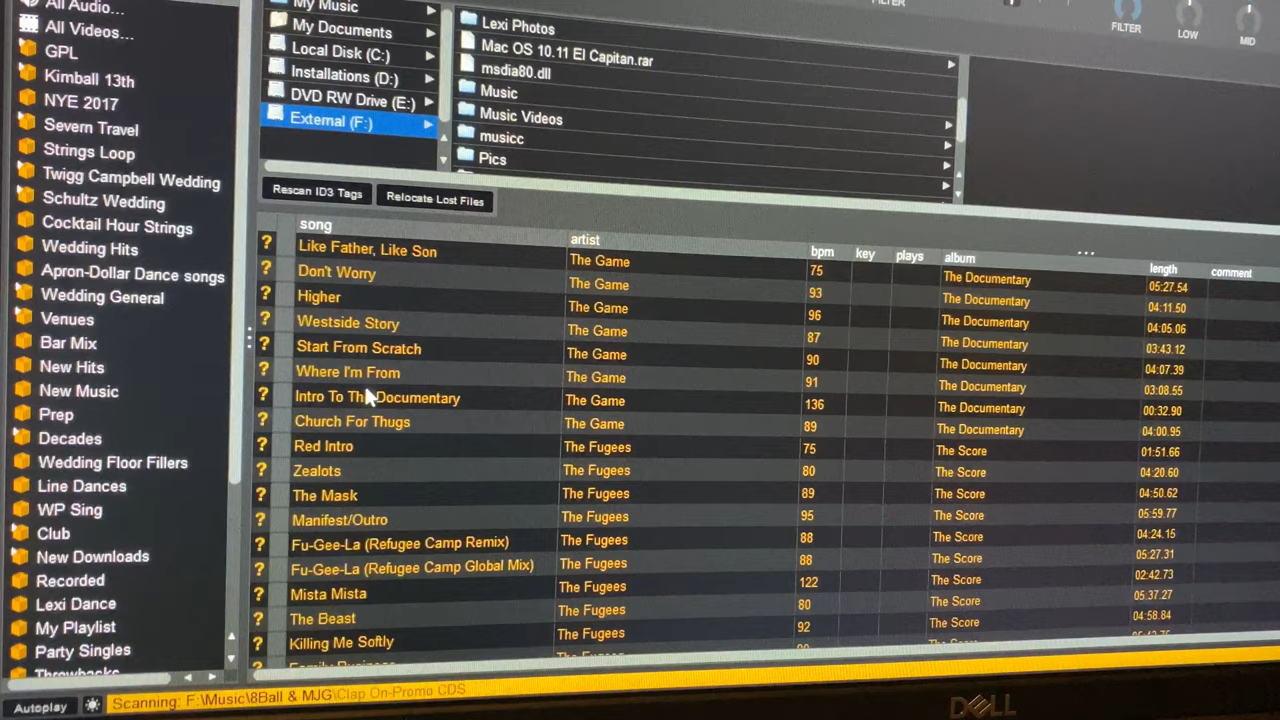 All Audio...
All Videos...
GPL
Kimball 13th
NYE 2017
Severn Travel
Strings Loop
Twigg Campbell Wedding
Schultz Wedding
Cocktail Hour Strings
Wedding Hits
Apron-Dollar Dance songs
Wedding General
Venues
Bar Mix
New Hits
New Music
Prep
Decades
Wedding Floor Fillers
Line Dances
WP Sing
Club
New Downloads
Recorded
Lexi Dance
My Playlist
Party Singles
Throwbacks
Autoplay
My Music
My Documents
Local Disk (C:)
Installations (D:)
DVD RW Drive (E:)
External (F:)
Lexi Photos
Mac OS 10.11 El Capitan.rar
msdia80.dll
Music
Music Videos
musicc
Pics
FILTER
FILTER LOW MID
Rescan ID3 Tags Relocate Lost Files
song artist bpm key plays album length comment
? Like Father, Like Son The Game 75 The Documentary 05:27.54
? Don't Worry The Game 93 The Documentary 04:11.50
? Higher The Game 96 The Documentary 04:05.06
? Westside Story The Game 87 The Documentary 03:43.12
? Start From Scratch The Game 90 The Documentary 04:07.39
? Where I'm From The Game 91 The Documentary 03:08.55
? Intro To The Documentary The Game 136 The Documentary 00:32.90
? Church For Thugs The Game 89 The Documentary 04:00.95
? Red Intro The Fugees 75 The Score 01:51.66
? Zealots The Fugees 80 The Score 04:20.60
? The Mask The Fugees 89 The Score 04:50.62
? Manifest/Outro The Fugees 95 The Score 05:59.77
? Fu-Gee-La (Refugee Camp Remix) The Fugees 88 The Score 04:24.15
? Fu-Gee-La (Refugee Camp Global Mix) The Fugees 88 The Score 05:27.31
? Mista Mista The Fugees 122 The Score 02:42.73
? The Beast The Fugees 80 The Score 05:37.27
? Killing Me Softly The Fugees 92 The Score 04:58.84
Family Business The Fugees The Score
Scanning: F:\Music\8Ball & MJG\Clap On-Promo CDS
DELL